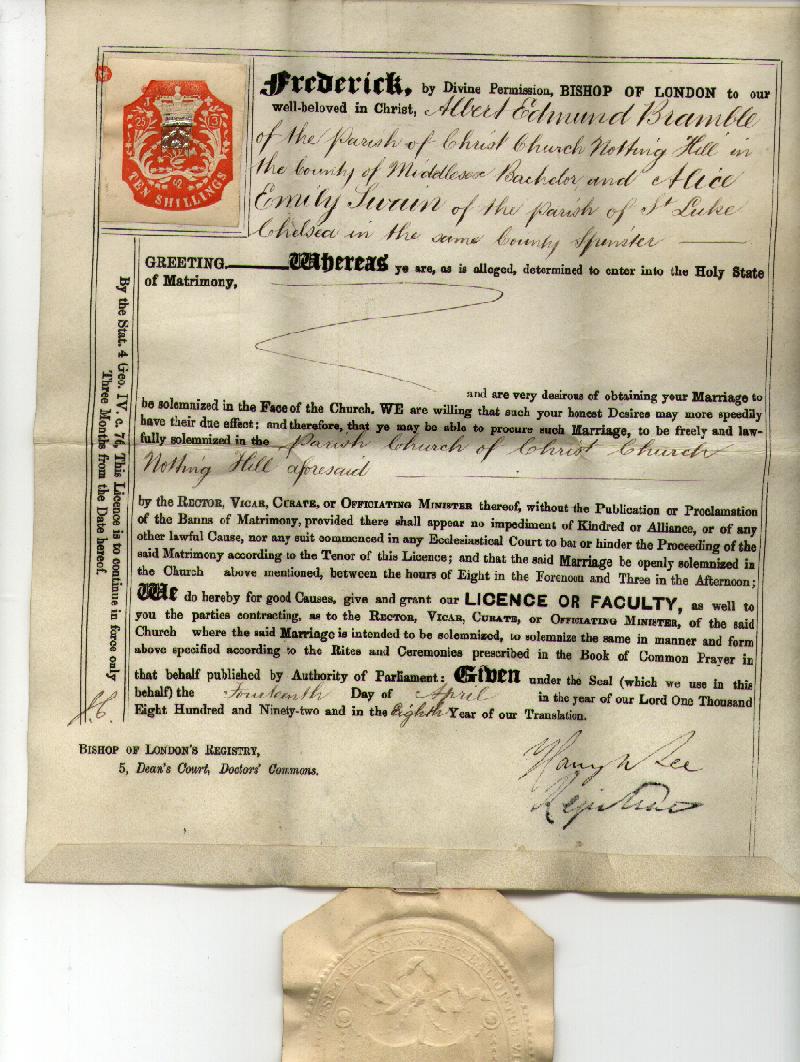 J
25
3
TEN SHILLINGS
Frederick, by Divine Permission, BISHOP OF LONDON to our
well-beloved in Christ, Albert Edmund Bramble
of the Parish of Christ Church Notting Hill in
the County of Middlesex Bachelor and Alice
Emily Swain of the Parish of St Luke
Chelsea in the same County Spinster
GREETING. Whereas ye are, as is alleged, determined to enter into the Holy State
of Matrimony,
and are very desirous of obtaining your Marriage to
be solemnized in the Face of the Church. WE are willing that such your honest Desires may more speedily
have their due effect; and therefore, that ye may be able to procure such Marriage, to be freely and law-
fully solemnized in the Parish Church of Christ Church
Notting Hill aforesaid
by the RECTOR, VICAR, CURATE, OR OFFICIATING MINISTER thereof, without the Publication or Proclamation
of the Banns of Matrimony, provided there shall appear no impediment of Kindred or Alliance, or of any
other lawful Cause, nor any suit commenced in any Ecclesiastical Court to bar or hinder the Proceeding of the
said Matrimony according to the Tenor of this Licence; and that the said Marriage be openly solemnized in
the Church above mentioned, between the hours of Eight in the Forenoon and Three in the Afternoon;
We do hereby for good Causes, give and grant our LICENCE OR FACULTY, as well to
you the parties contracting, as to the RECTOR, VICAR, CURATE, OR OFFICIATING MINISTER, of the said
Church where the said Marriage is intended to be solemnized, to solemnize the same in manner and form
above specified according to the Rites and Ceremonies prescribed in the Book of Common Prayer in
that behalf published by Authority of Parliament: Given under the Seal (which we use in this
behalf) the Fourteenth Day of April in the year of our Lord One Thousand
Eight Hundred and Ninety-two and in the Eighth Year of our Translation.
By the Stat. 4 Geo. IV. c. 76, This Licence is to continue in force only
Three Months from the Date hereof.
BISHOP OF LONDON'S REGISTRY,
5, Dean's Court, Doctors' Commons.
Harry W Lee
Registrar